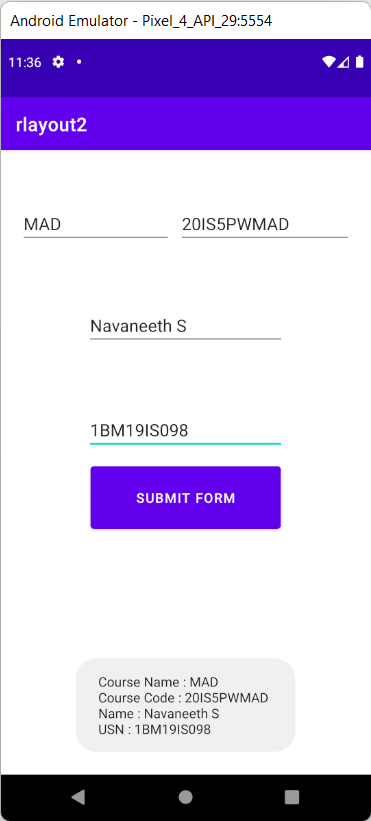 Android Emulator - Pixel_4_API_29:5554
11:36
rlayout2
MAD 20IS5PWMAD
Navaneeth S
1BM19IS098
SUBMIT FORM
Course Name : MAD
Course Code : 20IS5PWMAD
Name : Navaneeth S
USN : 1BM19IS098